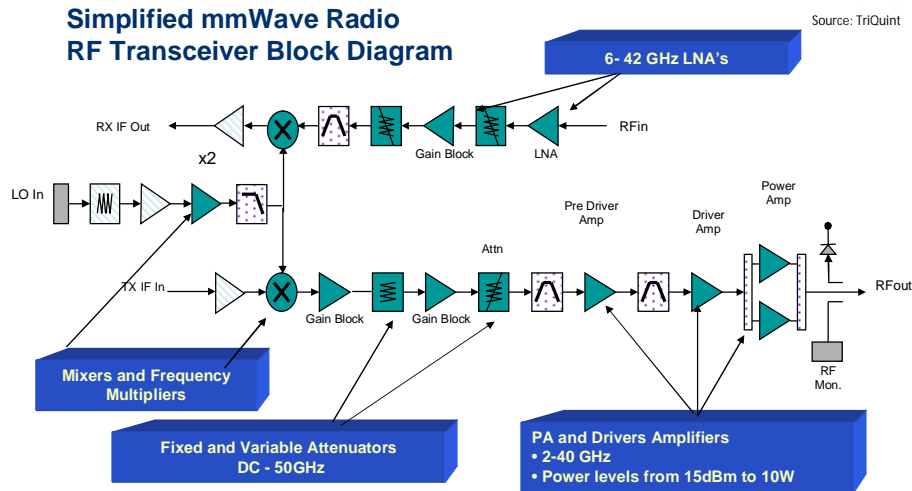 Simplified mmWave Radio
RF Transceiver Block Diagram
Source: TriQuint
6- 42 GHz LNA's
RX IF Out
RFin
Gain Block
LNA
x2
LO In
Pre Driver
Amp
Driver
Amp
Power
Amp
Attn
TX IF In
Gain Block
Gain Block
RFout
RF
Mon.
Mixers and Frequency
Multipliers
Fixed and Variable Attenuators
DC - 50GHz
PA and Drivers Amplifiers
• 2-40 GHz
• Power levels from 15dBm to 10W